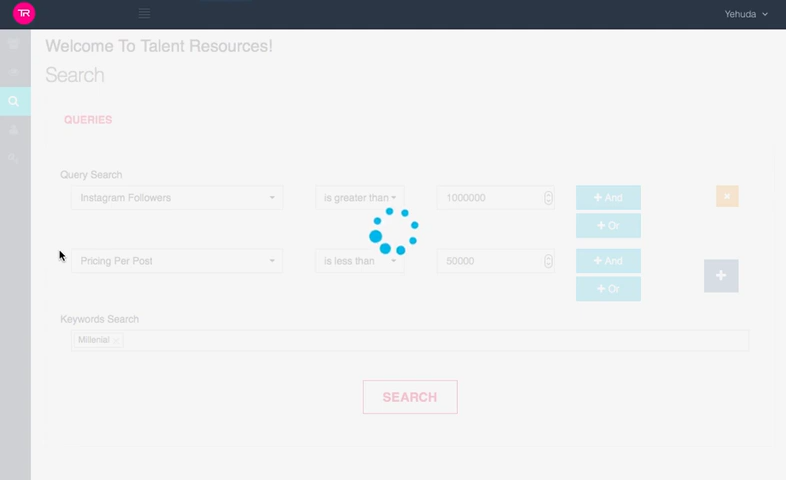 TR
Yehuda
Welcome To Talent Resources!
Search
QUERIES
Query Search
Instagram Followers is greater than 1000000 + And
+ Or
Pricing Per Post is less than 50000 + And
+ Or
Keywords Search
Millenial ×
SEARCH